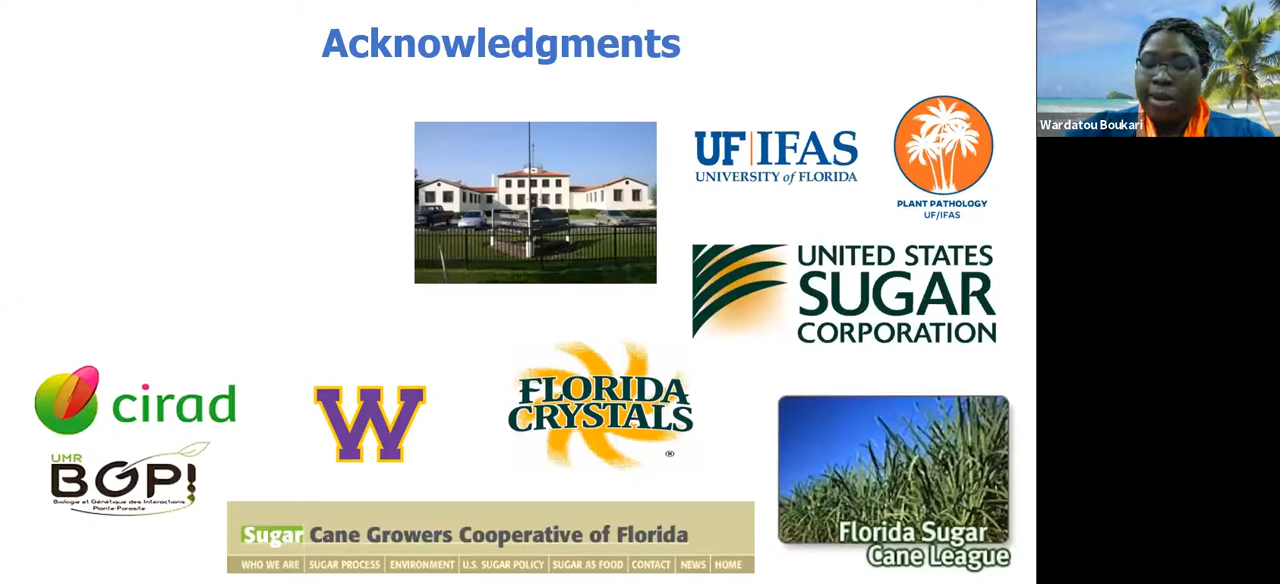 Acknowledgments
Wardatou Boukari
UF|IFAS
UNIVERSITY of FLORIDA
PLANT PATHOLOGY
UF/IFAS
UNITED STATES
SUGAR
CORPORATION
cirad
UMR
BGPI
Biologie et Génétique des Interactions
Plante-Parasite
W
FLORIDA
CRYSTALS
®
Florida Sugar
Cane League
Sugar Cane Growers Cooperative of Florida
WHO WE ARE | SUGAR PROCESS | ENVIRONMENT | U.S. SUGAR POLICY | SUGAR AS FOOD | CONTACT | NEWS | HOME